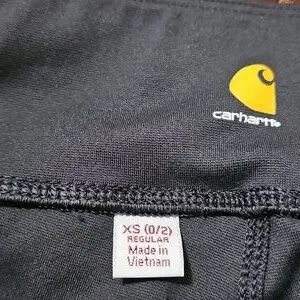 carhartt
XS (0/2)
REGULAR
Made in
Vietnam